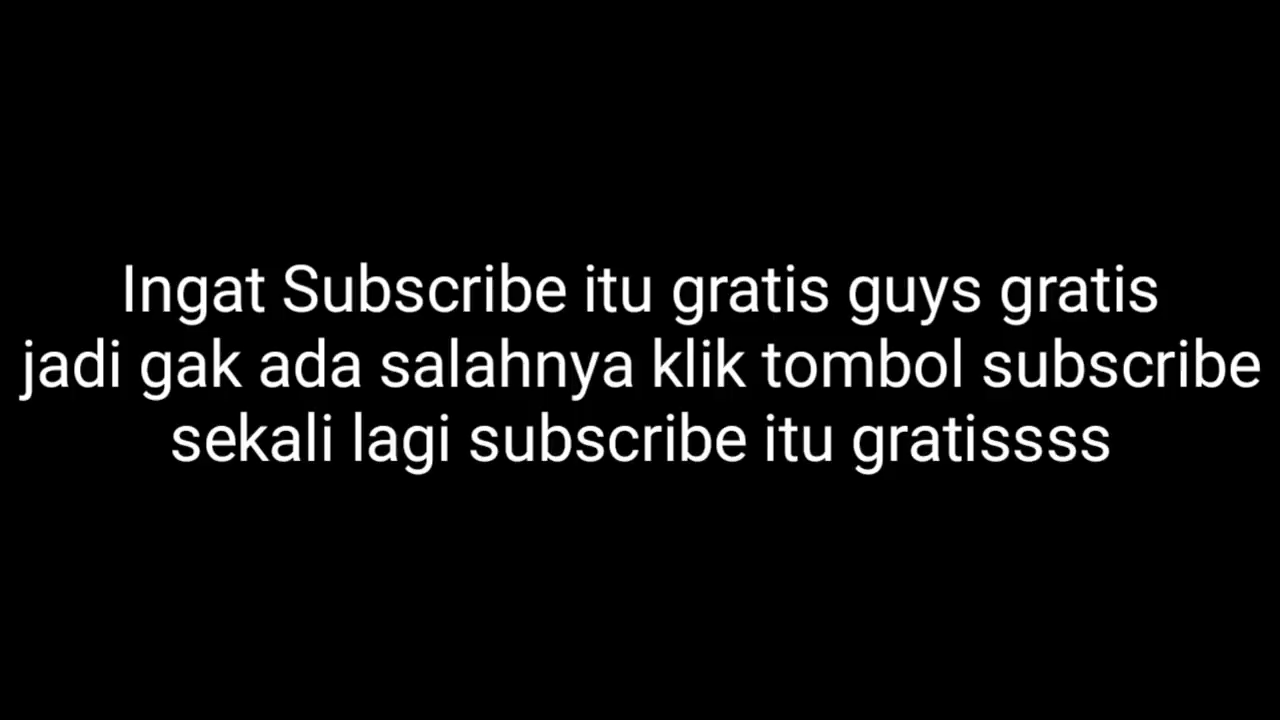 Ingat Subscribe itu gratis guys gratis
jadi gak ada salahnya klik tombol subscribe
sekali lagi subscribe itu gratissss